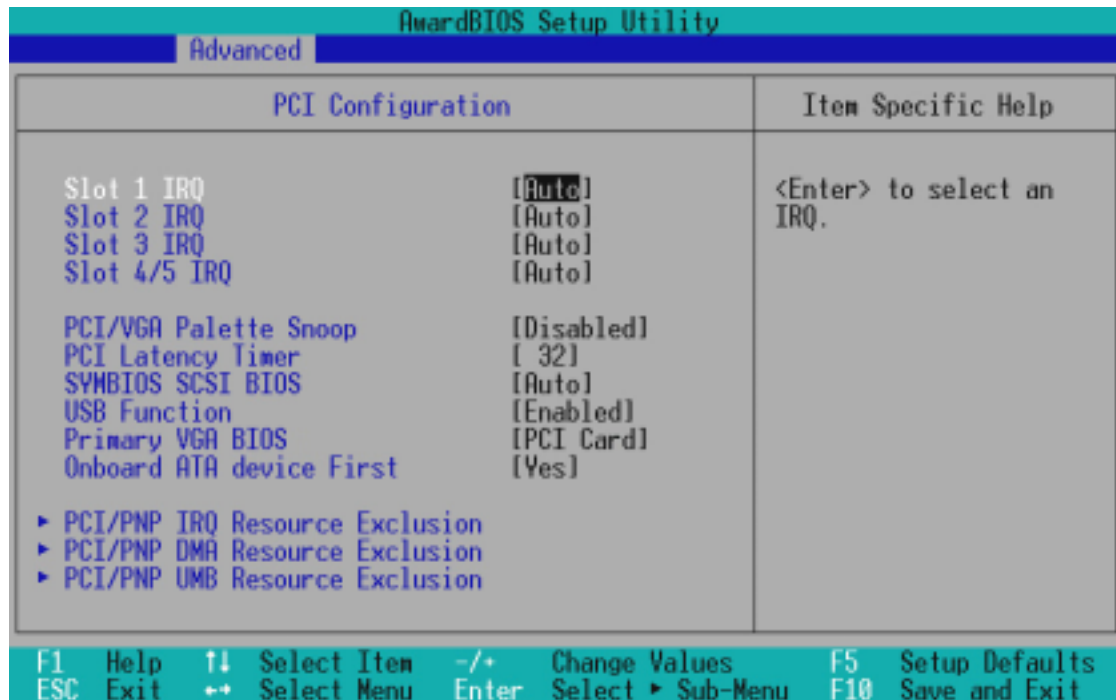 AwardBIOS Setup Utility
Advanced
PCI Configuration
Item Specific Help
Slot 1 IRQ [Auto]
Slot 2 IRQ [Auto]
Slot 3 IRQ [Auto]
Slot 4/5 IRQ [Auto]
PCI/VGA Palette Snoop [Disabled]
PCI Latency Timer [ 32]
SYMBIOS SCSI BIOS [Auto]
USB Function [Enabled]
Primary VGA BIOS [PCI Card]
Onboard ATA device First [Yes]
▸ PCI/PNP IRQ Resource Exclusion
▸ PCI/PNP DMA Resource Exclusion
▸ PCI/PNP UMB Resource Exclusion
<Enter> to select an
IRQ.
F1 Help ↑↓ Select Item -/+ Change Values F5 Setup Defaults
ESC Exit ←→ Select Menu Enter Select ▸ Sub-Menu F10 Save and Exit